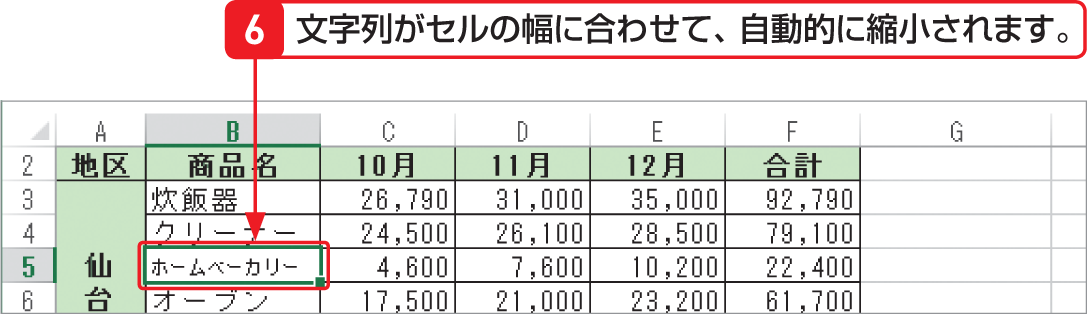 6 文字列がセルの幅に合わせて、自動的に縮小されます。
A B C D E F G
2 地区 商品名 10月 11月 12月 合計
3 炊飯器 26,790 31,000 35,000 92,790
4 クリーナー 24,500 26,100 28,500 79,100
5 仙 ホームベーカリー 4,600 7,600 10,200 22,400
6 台 オーブン 17,500 21,000 23,200 61,700